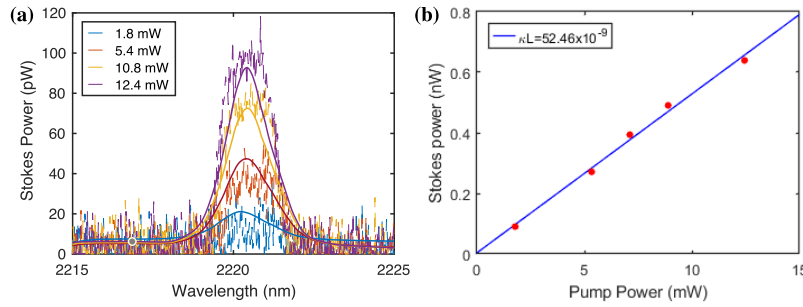 (a)
120
100
80
60
40
20
0
Stokes Power (pW)
1.8 mW
5.4 mW
10.8 mW
12.4 mW
2215
2220
2225
Wavelength (nm)
(b)
0.8
0.6
0.4
0.2
0
Stokes power (nW)
κL=52.46x10⁻⁹
0
5
10
15
Pump Power (mW)